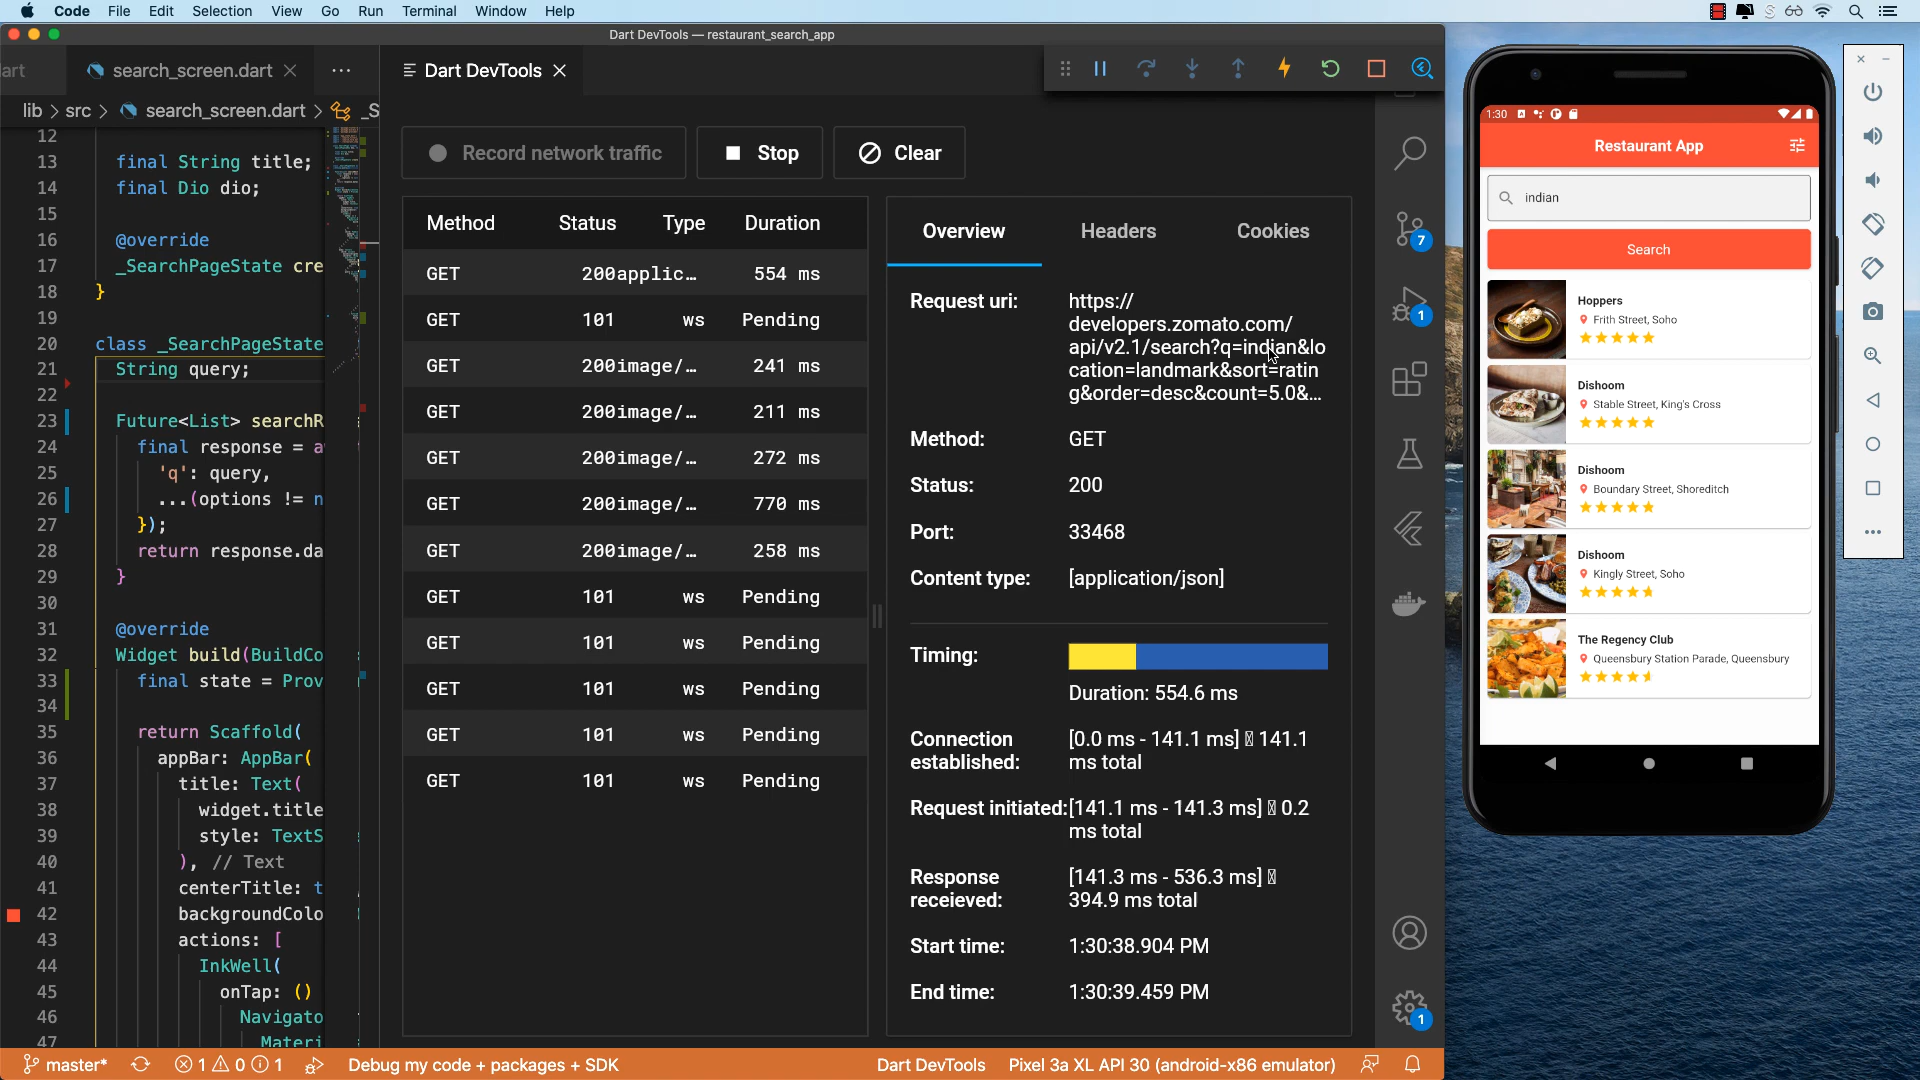 Code File Edit Selection View Go Run Terminal Window Help
Dart DevTools — restaurant_search_app
search_screen.dart
Dart DevTools
lib > src > search_screen.dart > _S
12
13 final String title;
14 final Dio dio;
15
16 @override
17 _SearchPageState cre
18 }
19
20 class _SearchPageState
21 String query;
22
23 Future<List> searchR
24 final response = a
25 'q': query,
26 ...(options != n
27 });
28 return response.da
29 }
30
31 @override
32 Widget build(BuildCo
33 final state = Prov
34
35 return Scaffold(
36 appBar: AppBar(
37 title: Text(
38 widget.title
39 style: TextS
40 ), // Text
41 centerTitle: t
42 backgroundColo
43 actions: [
44 InkWell(
45 onTap: ()
46 Navigato
47 Materi
Record network traffic
Stop
Clear
Method Status Type Duration
GET 200 applic… 554 ms
GET 101 ws Pending
GET 200 image/… 241 ms
GET 200 image/… 211 ms
GET 200 image/… 272 ms
GET 200 image/… 770 ms
GET 200 image/… 258 ms
GET 101 ws Pending
GET 101 ws Pending
GET 101 ws Pending
GET 101 ws Pending
GET 101 ws Pending
Overview Headers Cookies
Request uri: https://
developers.zomato.com/
api/v2.1/search?q=indian&lo
cation=landmark&sort=ratin
g&order=desc&count=5.0&…
Method: GET
Status: 200
Port: 33468
Content type: [application/json]
Timing:
Duration: 554.6 ms
Connection established: [0.0 ms - 141.1 ms] 141.1
ms total
Request initiated: [141.1 ms - 141.3 ms] 0.2
ms total
Response receieved: [141.3 ms - 536.3 ms]
394.9 ms total
Start time: 1:30:38.904 PM
End time: 1:30:39.459 PM
7
1
1
master* 1 0 1 Debug my code + packages + SDK Dart DevTools Pixel 3a XL API 30 (android-x86 emulator)
1:30
Restaurant App
indian
Search
Hoppers
Frith Street, Soho
Dishoom
Stable Street, King's Cross
Dishoom
Boundary Street, Shoreditch
Dishoom
Kingly Street, Soho
The Regency Club
Queensbury Station Parade, Queensbury